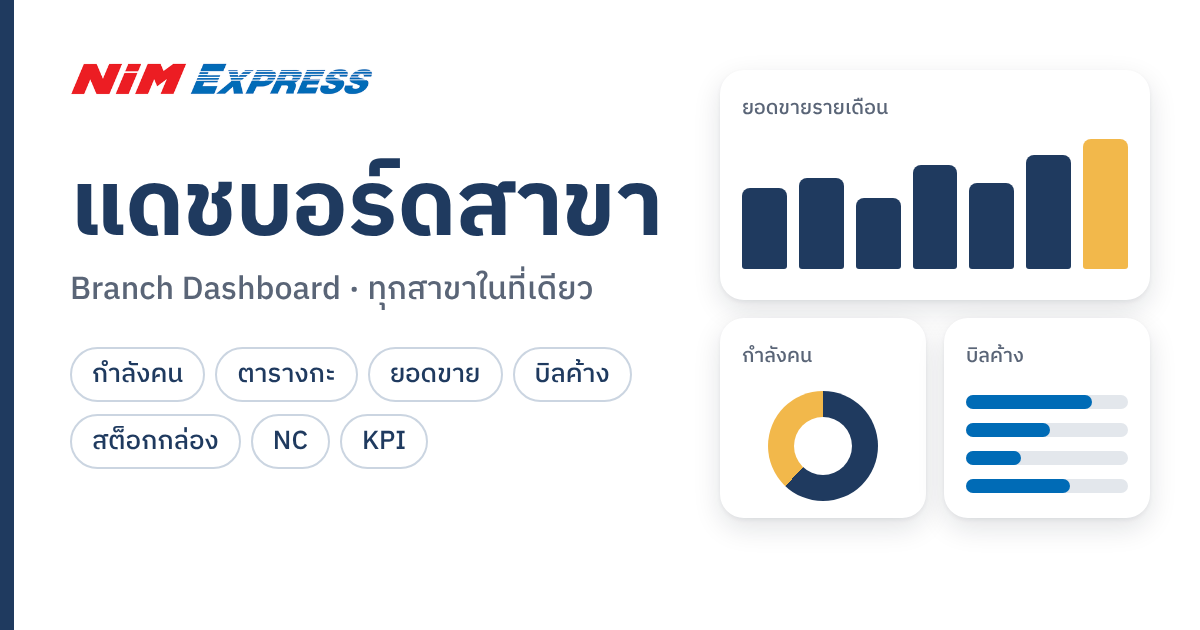 NiM EXPRESS
แดชบอร์ดสาขา
Branch Dashboard · ทุกสาขาในที่เดียว
กำลังคน
ตารางกะ
ยอดขาย
บิลค้าง
สต็อกกล่อง
NC
KPI
ยอดขายรายเดือน
กำลังคน
บิลค้าง